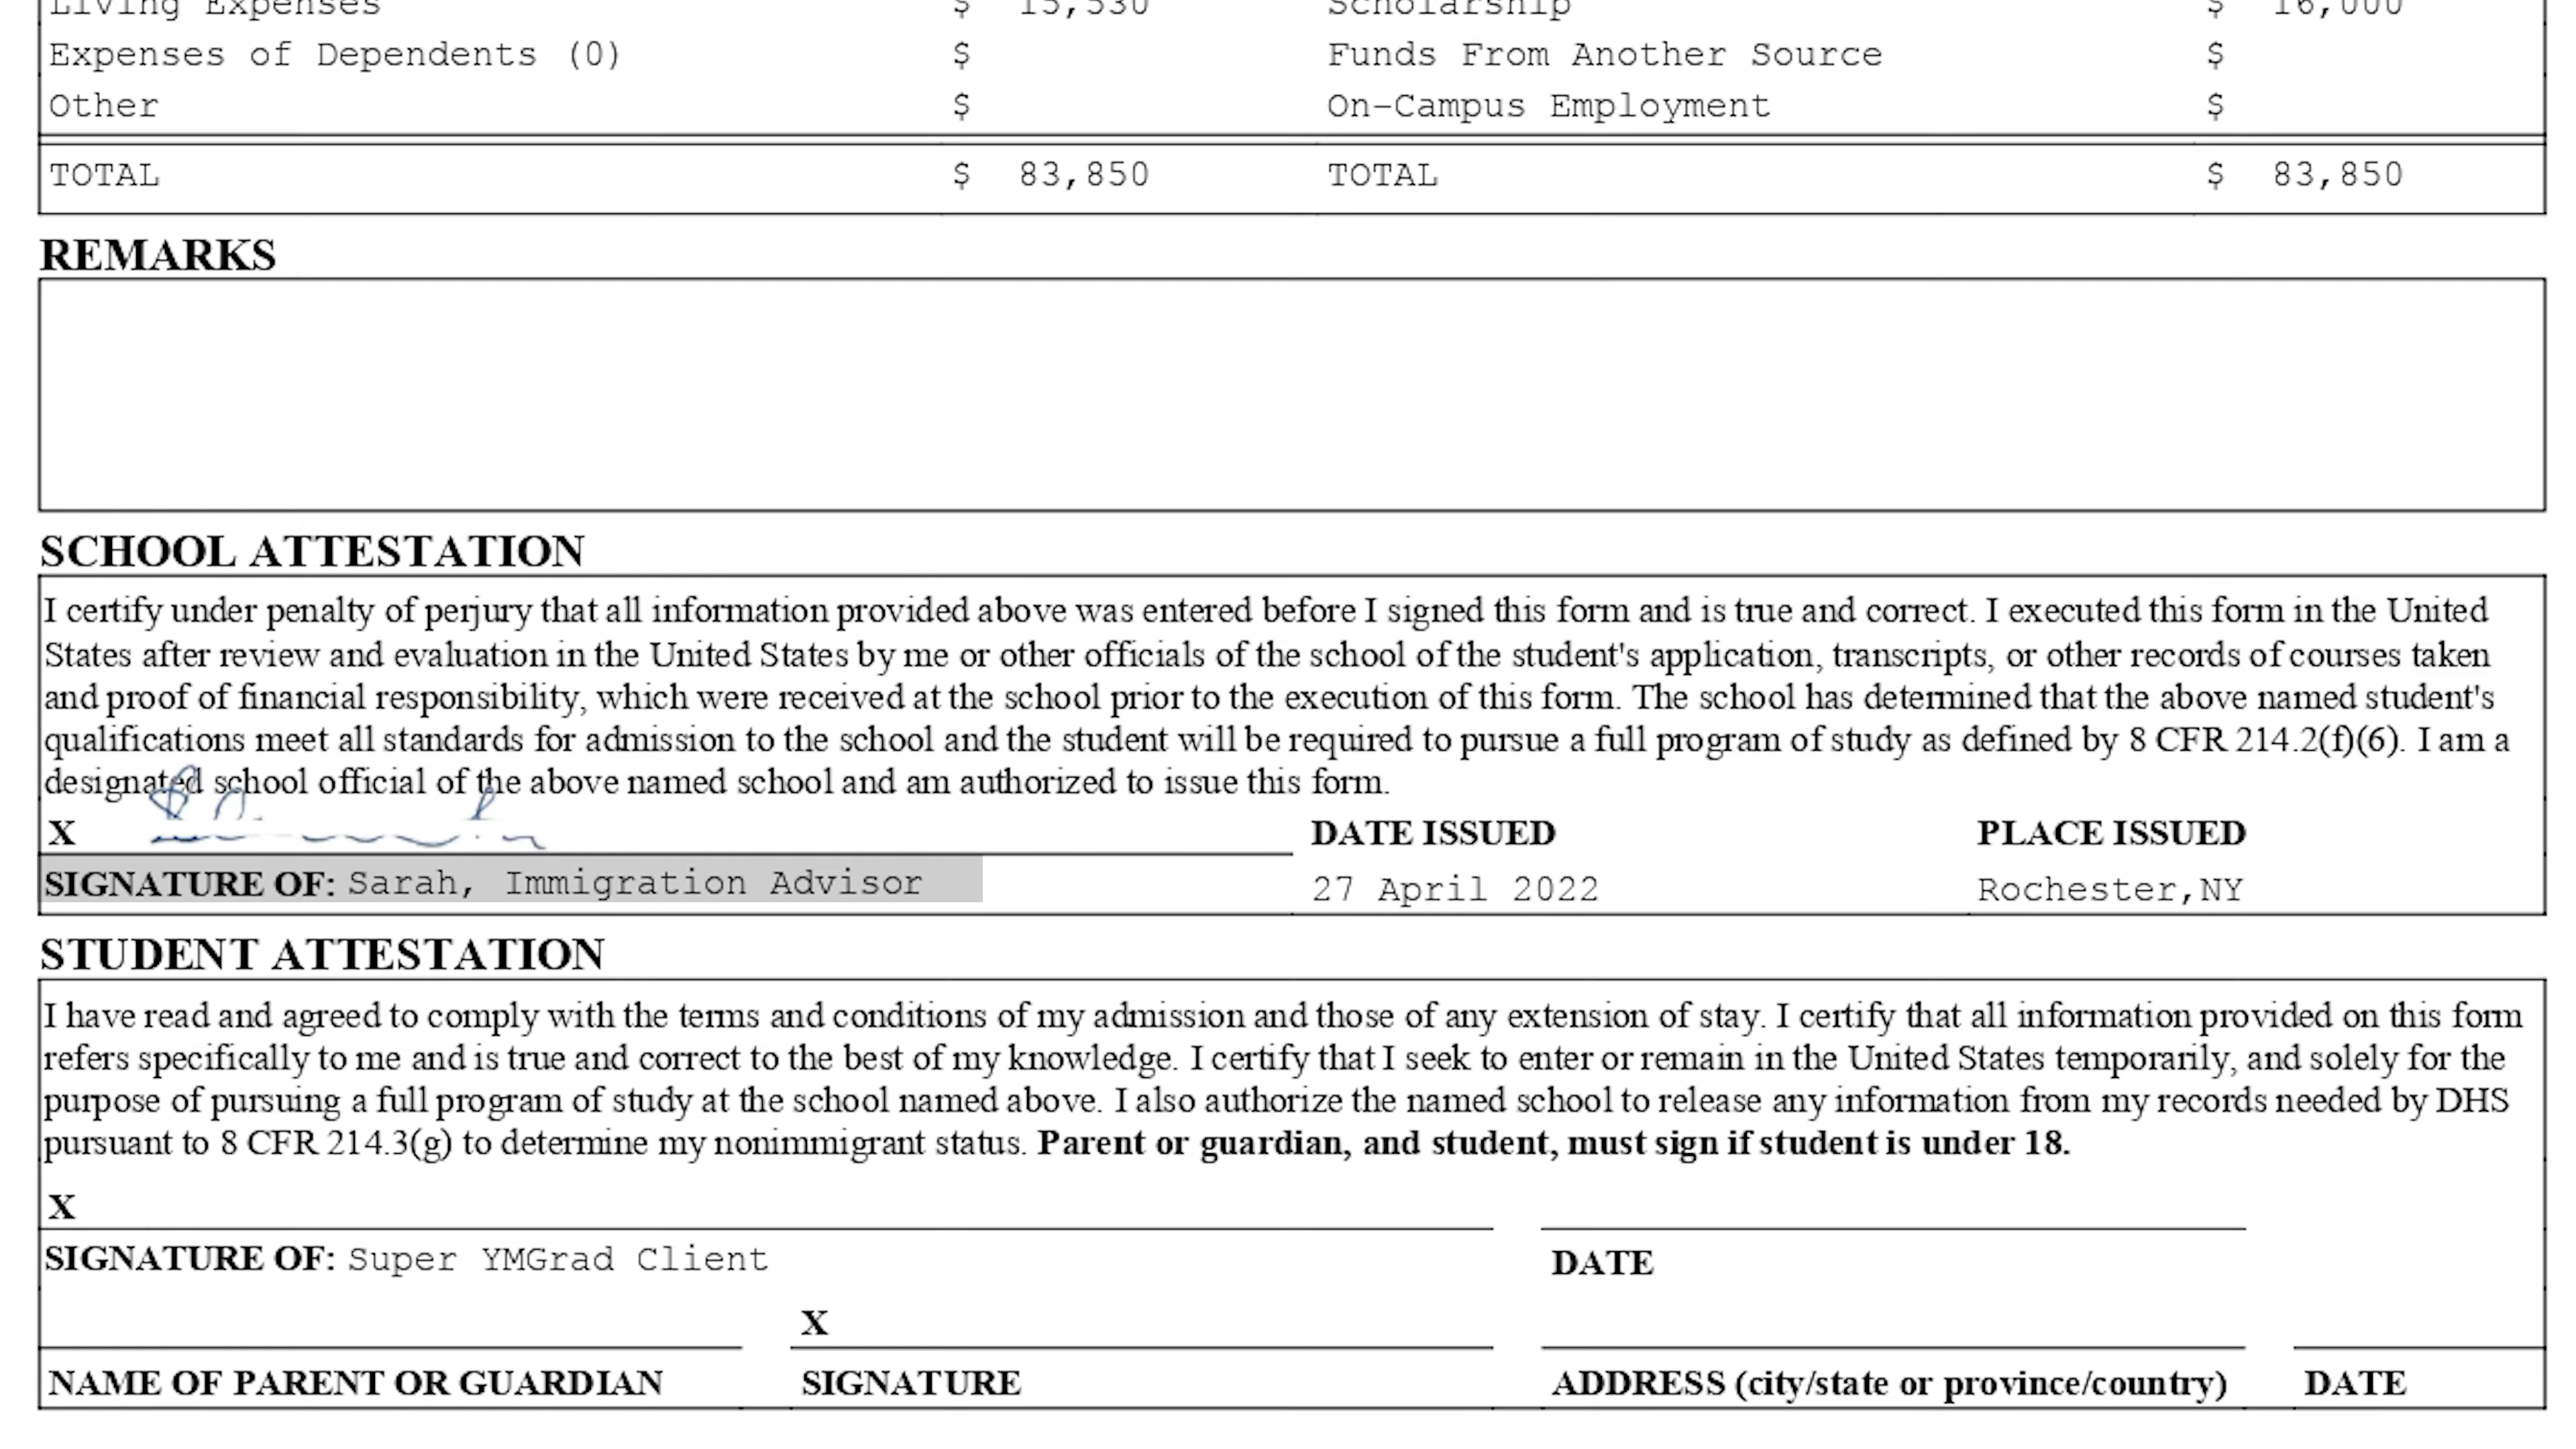 Living Expenses $ 15,530 Scholarship $ 16,000
Expenses of Dependents (0) $ Funds From Another Source $
Other $ On-Campus Employment $
TOTAL $ 83,850 TOTAL $ 83,850
REMARKS
SCHOOL ATTESTATION
I certify under penalty of perjury that all information provided above was entered before I signed this form and is true and correct. I executed this form in the United
States after review and evaluation in the United States by me or other officials of the school of the student's application, transcripts, or other records of courses taken
and proof of financial responsibility, which were received at the school prior to the execution of this form. The school has determined that the above named student's
qualifications meet all standards for admission to the school and the student will be required to pursue a full program of study as defined by 8 CFR 214.2(f)(6). I am a
designated school official of the above named school and am authorized to issue this form.
X DATE ISSUED PLACE ISSUED
SIGNATURE OF: Sarah, Immigration Advisor 27 April 2022 Rochester,NY
STUDENT ATTESTATION
I have read and agreed to comply with the terms and conditions of my admission and those of any extension of stay. I certify that all information provided on this form
refers specifically to me and is true and correct to the best of my knowledge. I certify that I seek to enter or remain in the United States temporarily, and solely for the
purpose of pursuing a full program of study at the school named above. I also authorize the named school to release any information from my records needed by DHS
pursuant to 8 CFR 214.3(g) to determine my nonimmigrant status. Parent or guardian, and student, must sign if student is under 18.
X
SIGNATURE OF: Super YMGrad Client DATE
X
NAME OF PARENT OR GUARDIAN SIGNATURE ADDRESS (city/state or province/country) DATE